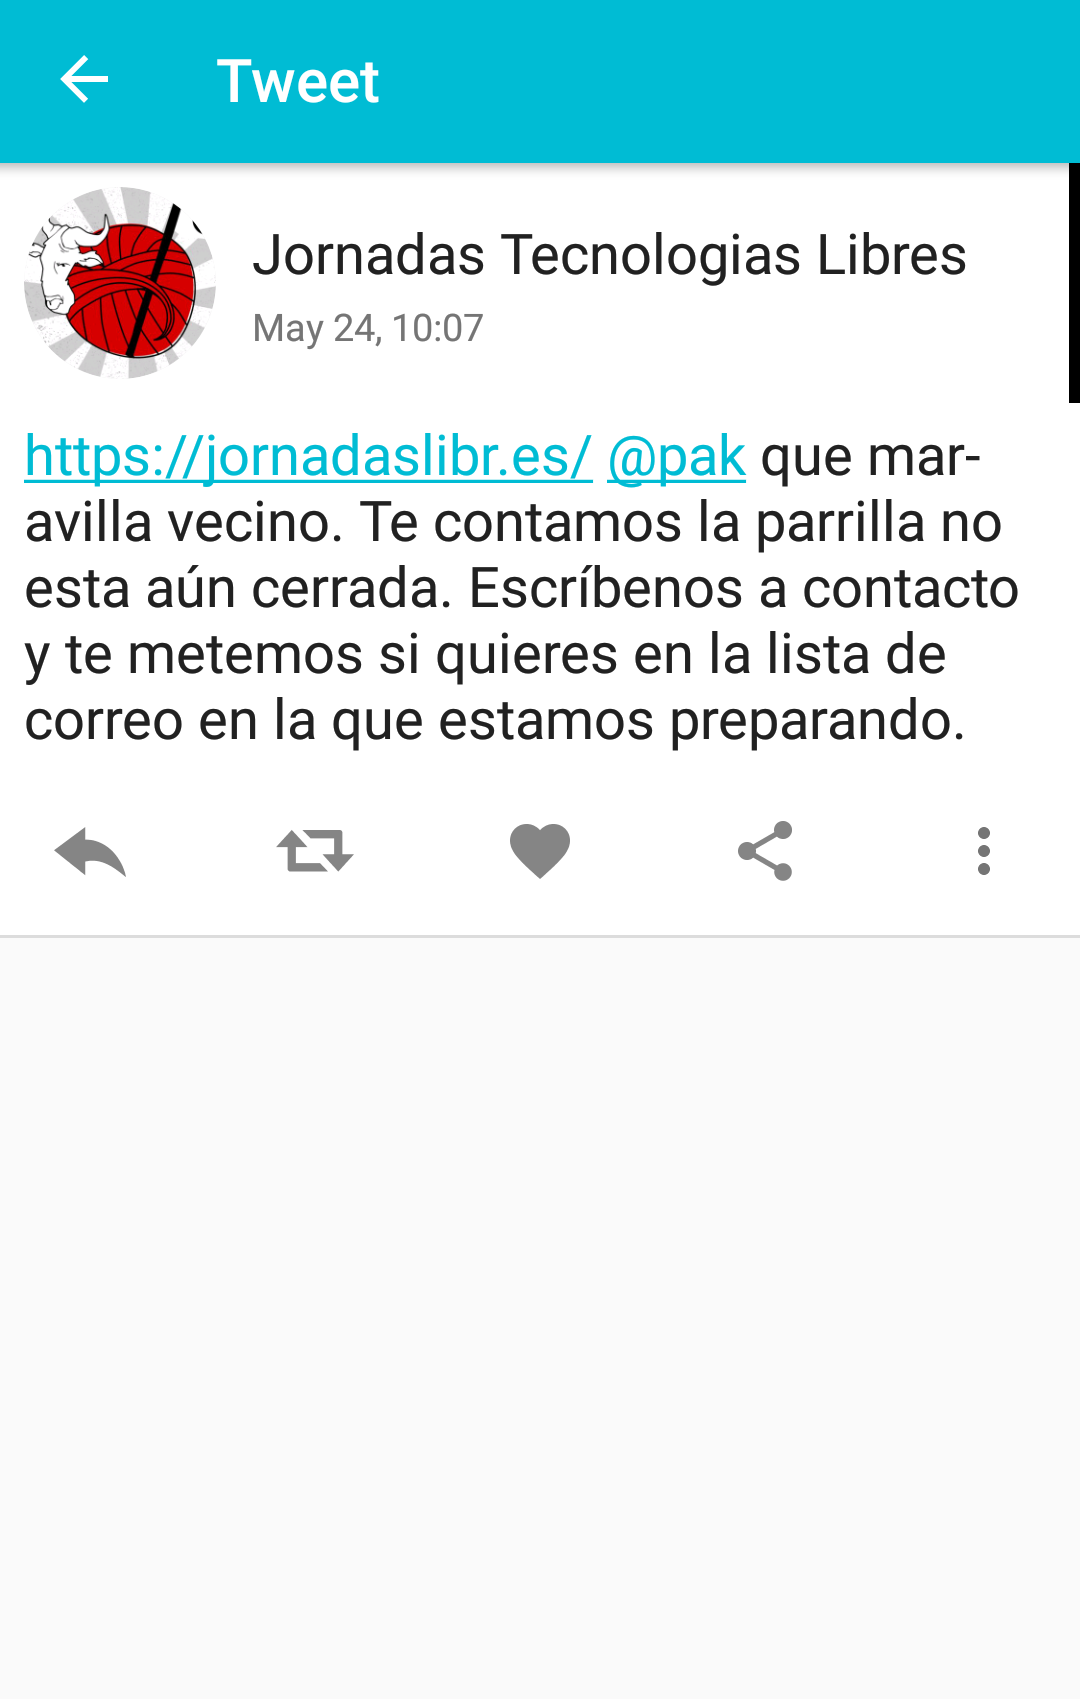 Tweet
Jornadas Tecnologias Libres
May 24, 10:07
https://jornadaslibr.es/ @pak que mar-
avilla vecino. Te contamos la parrilla no
esta aún cerrada. Escríbenos a contacto
y te metemos si quieres en la lista de
correo en la que estamos preparando.